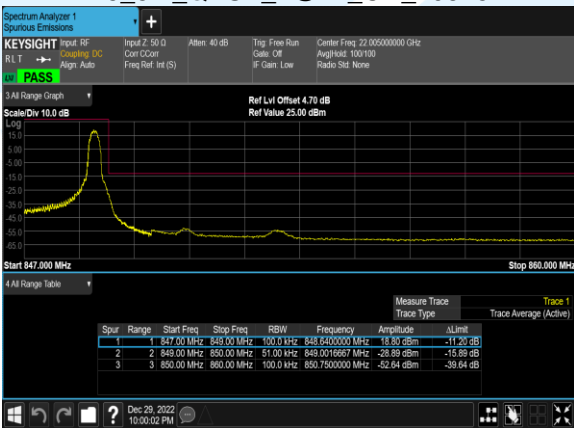 Spectrum Analyzer 1
Spurious Emissions
KEYSIGHT Input: RF Input Z: 50 Ω Atten: 40 dB Trig: Free Run Center Freq: 22.005000000 GHz
RLT Coupling: DC Corr CCorr Gate: Off Avg|Hold: 100/100
Align: Auto Freq Ref: Int (S) IF Gain: Low Radio Std: None
PASS
3 All Range Graph
Ref Lvl Offset 4.70 dB
Scale/Div 10.0 dB Ref Value 25.00 dBm
Log
15.0
5.00
-5.00
-15.0
-25.0
-35.0
-45.0
-55.0
-65.0
Start 847.000 MHz Stop 860.000 MHz
4 All Range Table
Measure Trace Trace 1
Trace Type Trace Average (Active)
Spur Range Start Freq Stop Freq RBW Frequency Amplitude ΔLimit
1 1 847.00 MHz 849.00 MHz 100.0 kHz 848.6400000 MHz 18.80 dBm -11.20 dB
2 2 849.00 MHz 850.00 MHz 51.00 kHz 849.0016667 MHz -28.89 dBm -15.89 dB
3 3 850.00 MHz 860.00 MHz 100.0 kHz 850.7500000 MHz -52.64 dBm -39.64 dB
Dec 29, 2022
10:00:02 PM